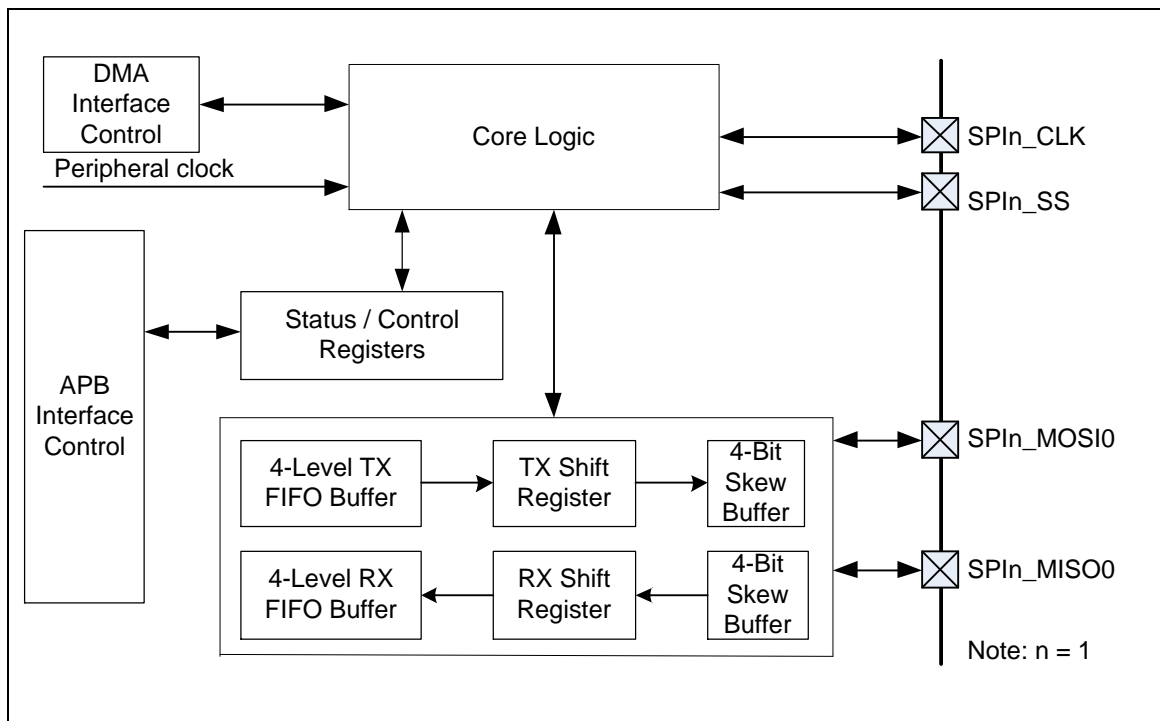 DMA
Interface
Control
Peripheral clock
Core Logic
SPIn_CLK
SPIn_SS
APB
Interface
Control
Status / Control
Registers
4-Level TX
FIFO Buffer
TX Shift
Register
4-Bit
Skew
Buffer
SPIn_MOSI0
4-Level RX
FIFO Buffer
RX Shift
Register
4-Bit
Skew
Buffer
SPIn_MISO0
Note: n = 1